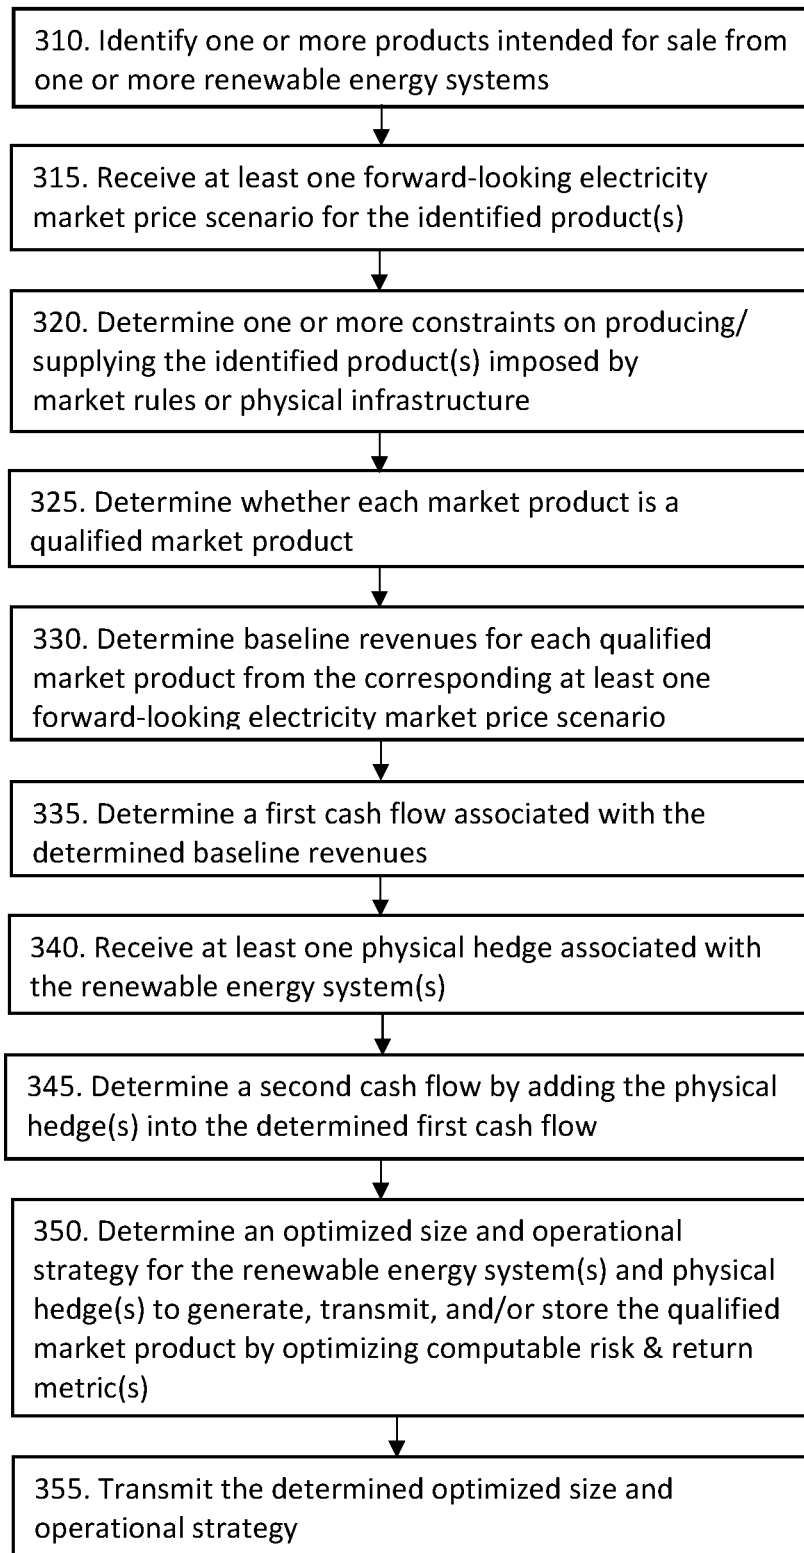 310. Identify one or more products intended for sale from
one or more renewable energy systems
315. Receive at least one forward-looking electricity
market price scenario for the identified product(s)
320. Determine one or more constraints on producing/
supplying the identified product(s) imposed by
market rules or physical infrastructure
325. Determine whether each market product is a
qualified market product
330. Determine baseline revenues for each qualified
market product from the corresponding at least one
forward-looking electricity market price scenario
335. Determine a first cash flow associated with the
determined baseline revenues
340. Receive at least one physical hedge associated with
the renewable energy system(s)
345. Determine a second cash flow by adding the physical
hedge(s) into the determined first cash flow
350. Determine an optimized size and operational
strategy for the renewable energy system(s) and physical
hedge(s) to generate, transmit, and/or store the qualified
market product by optimizing computable risk & return
metric(s)
355. Transmit the determined optimized size and
operational strategy